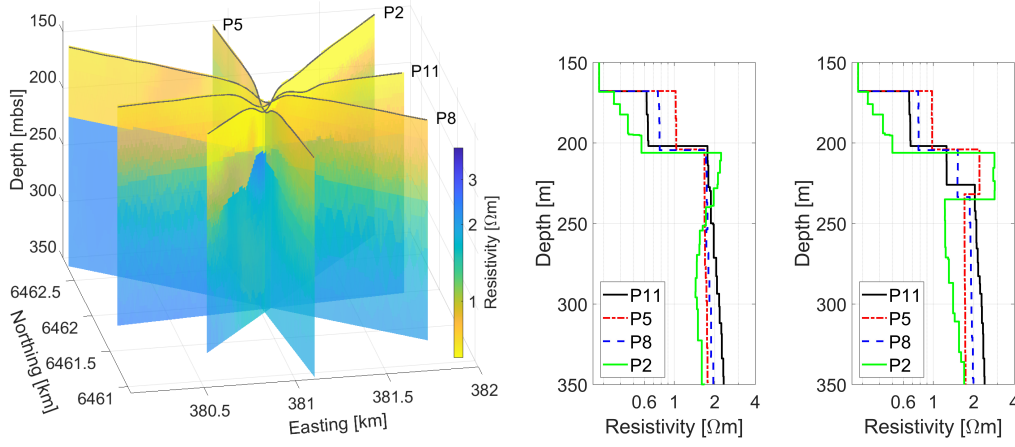 150
200
250
300
350
Depth [mbsl]
P5
P2
P11
P8
3
2
1
Resistivity [Ωm]
6462.5
6462
6461.5
6461
Northing [km]
380.5
381
381.5
382
Easting [km]
150
200
250
300
350
Depth [m]
P11
P5
P8
P2
0.6 1 2 4
Resistivity [Ωm]
150
200
250
300
350
Depth [m]
P11
P5
P8
P2
0.6 1 2 4
Resistivity [Ωm]